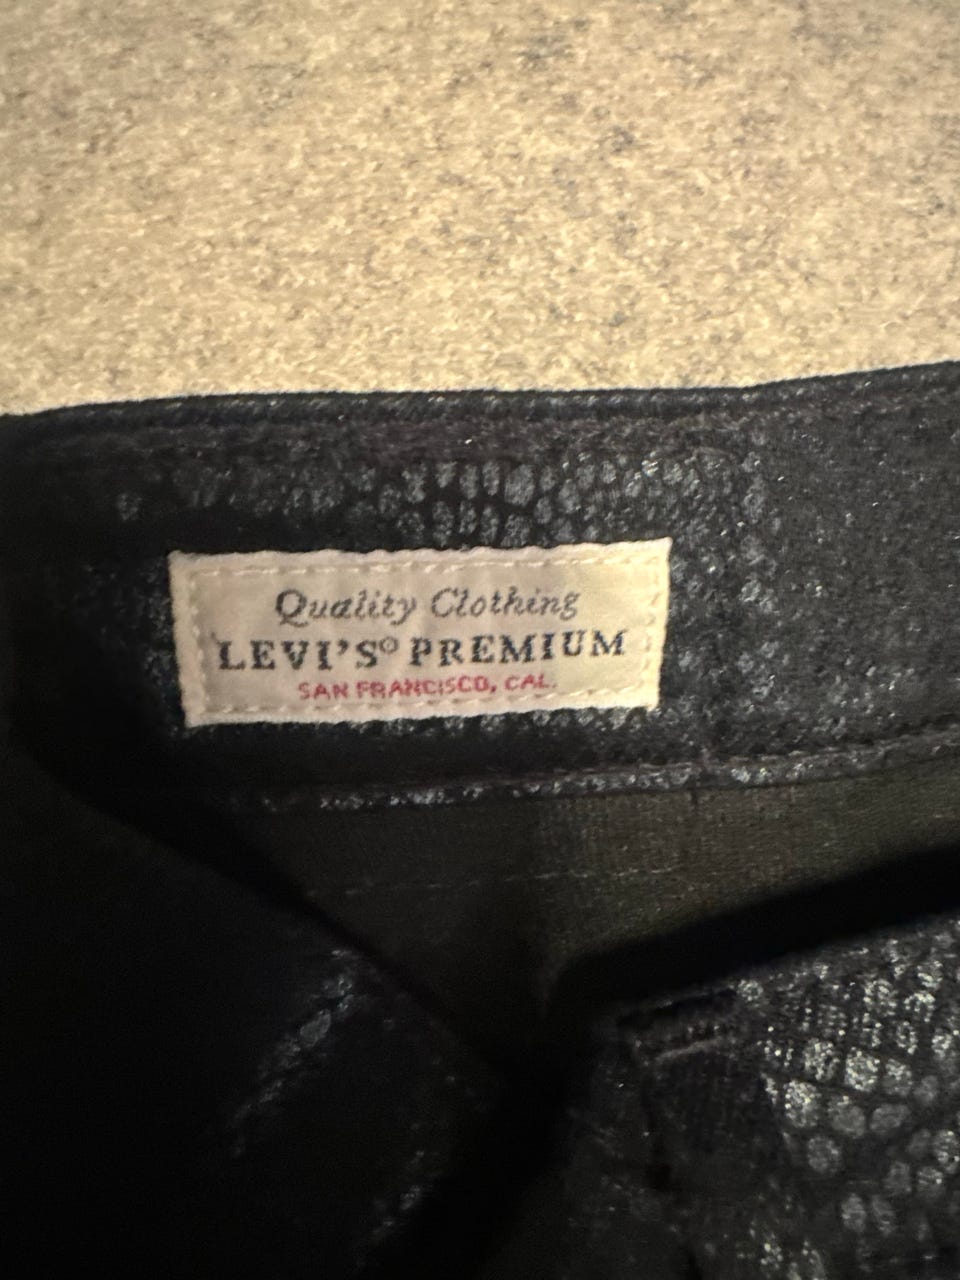 Quality Clothing
LEVI'S® PREMIUM
SAN FRANCISCO, CAL.